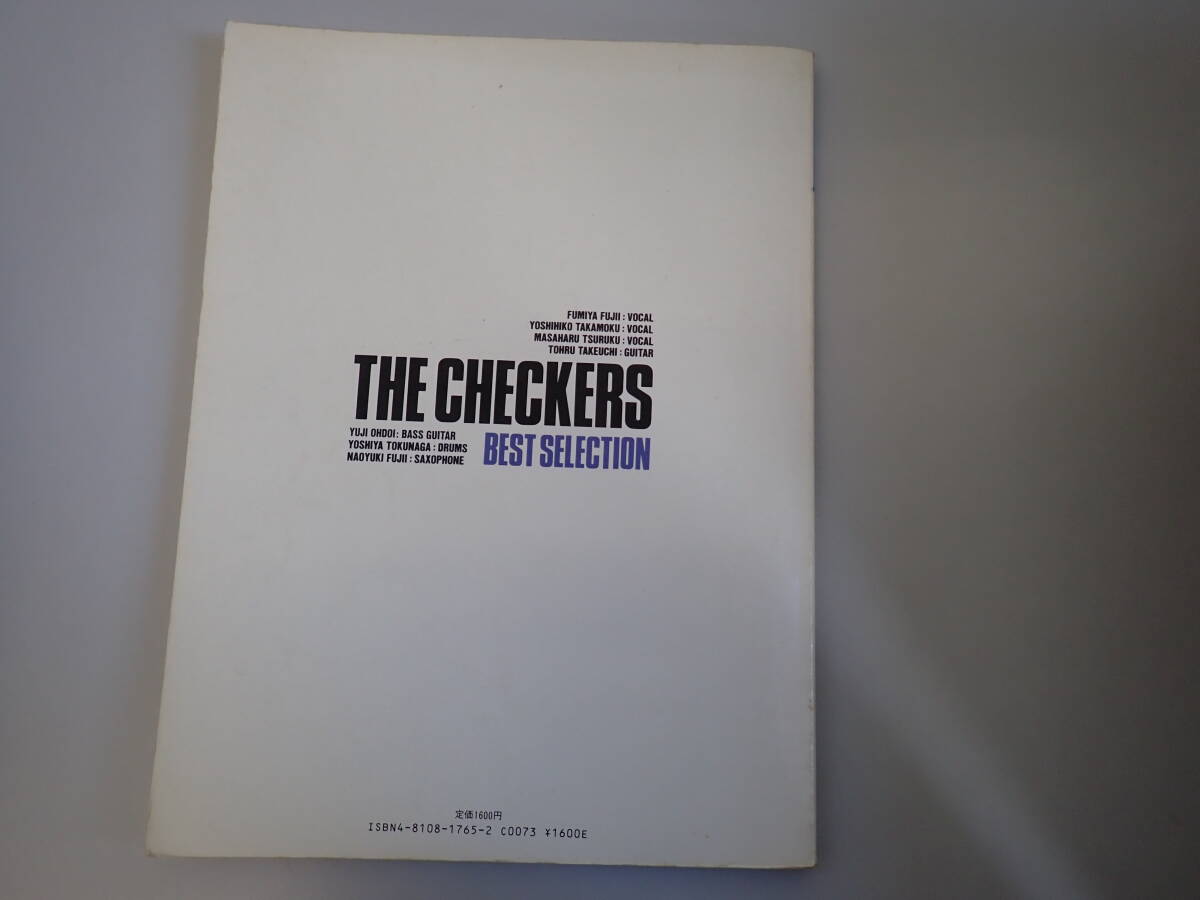 FUMIYA FUJII : VOCAL
YOSHIHIKO TAKAMOKU : VOCAL
MASAHARU TSURUKU : VOCAL
TOHRU TAKEUCHI : GUITAR
THE CHECKERS
YUJI OHDOI : BASS GUITAR
YOSHIYA TOKUNAGA : DRUMS
NAOYUKI FUJII : SAXOPHONE
BEST SELECTION
定価1600円
ISBN4-8108-1765-2 C0073 ¥1600E